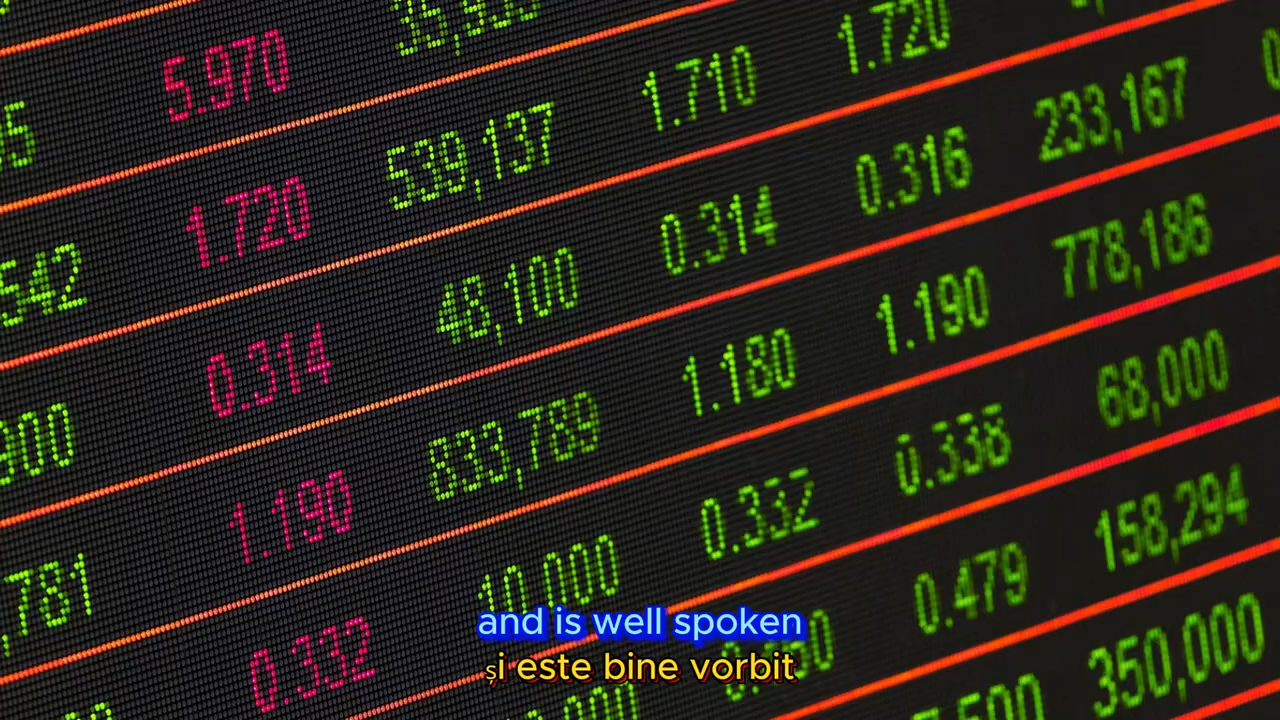 5.970 1.710 1.720
1.720 539,137 0.314 0.316 233,167
542 0.314 48,100 1.180 1.190 778,186
900 1.190 833,789 0.332 0.338 68,000
,781 0.332 10,000 0.479 158,294
350,000
and is well spoken
și este bine vorbit